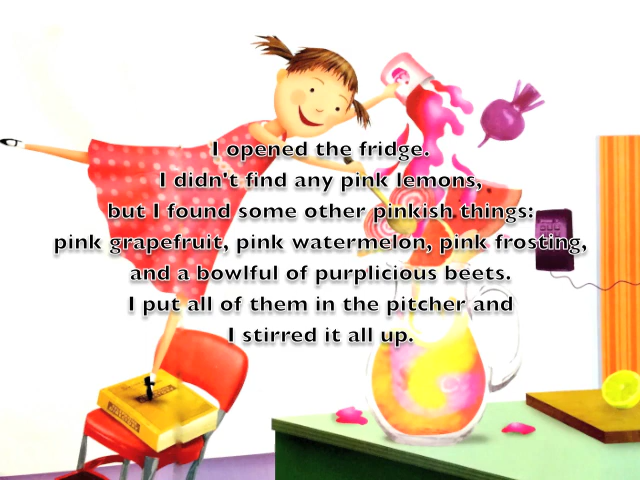 I opened the fridge.
I didn't find any pink lemons,
but I found some other pinkish things:
pink grapefruit, pink watermelon, pink frosting,
and a bowlful of purplicious beets.
I put all of them in the pitcher and
I stirred it all up.